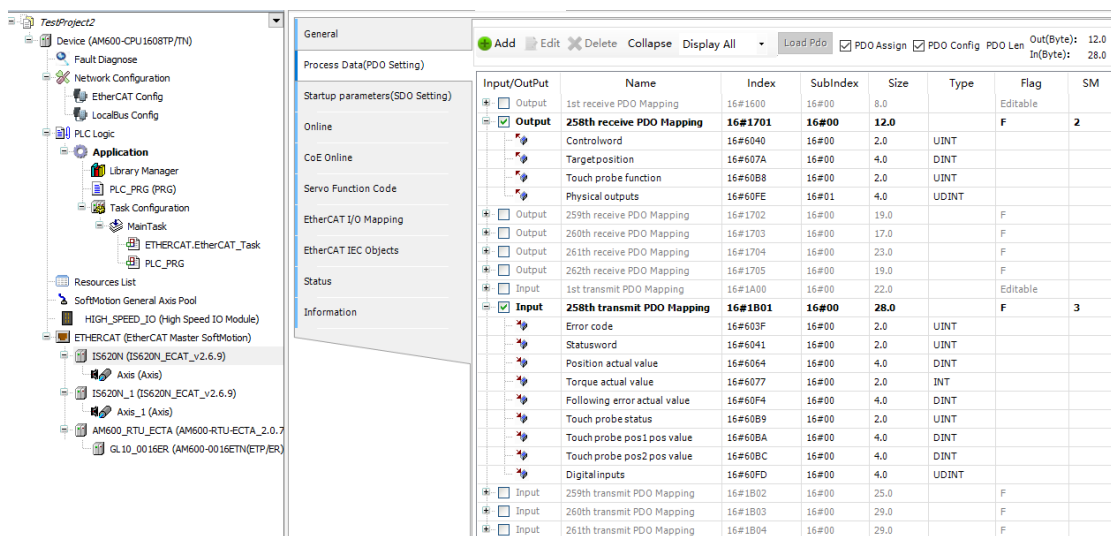 TestProject2
Device (AM600-CPU1608TP/TN)
Fault Diagnose
Network Configuration
EtherCAT Config
LocalBus Config
PLC Logic
Application
Library Manager
PLC_PRG (PRG)
Task Configuration
MainTask
ETHERCAT.EtherCAT_Task
PLC_PRG
Resources List
SoftMotion General Axis Pool
HIGH_SPEED_IO (High Speed IO Module)
ETHERCAT (EtherCAT Master SoftMotion)
IS620N (IS620N_ECAT_v2.6.9)
Axis (Axis)
IS620N_1 (IS620N_ECAT_v2.6.9)
Axis_1 (Axis)
AM600_RTU_ECTA (AM600-RTU-ECTA_2.0.7
GL10_0016ER (AM600-0016ETN(ETP/ER)
General
Process Data(PDO Setting)
Startup parameters(SDO Setting)
Online
CoE Online
Servo Function Code
EtherCAT I/O Mapping
EtherCAT IEC Objects
Status
Information
Add Edit Delete Collapse Display All Load Pdo PDO Assign PDO Config PDO Len Out(Byte): 12.0
In(Byte): 28.0
Input/OutPut Name Index SubIndex Size Type Flag SM
Output 1st receive PDO Mapping 16#1600 16#00 8.0 Editable
Output 258th receive PDO Mapping 16#1701 16#00 12.0 F 2
Controlword 16#6040 16#00 2.0 UINT
Targetposition 16#607A 16#00 4.0 DINT
Touch probe function 16#60B8 16#00 2.0 UINT
Physical outputs 16#60FE 16#01 4.0 UDINT
Output 259th receive PDO Mapping 16#1702 16#00 19.0 F
Output 260th receive PDO Mapping 16#1703 16#00 17.0 F
Output 261th receive PDO Mapping 16#1704 16#00 23.0 F
Output 262th receive PDO Mapping 16#1705 16#00 19.0 F
Input 1st transmit PDO Mapping 16#1A00 16#00 22.0 Editable
Input 258th transmit PDO Mapping 16#1B01 16#00 28.0 F 3
Error code 16#603F 16#00 2.0 UINT
Statusword 16#6041 16#00 2.0 UINT
Position actual value 16#6064 16#00 4.0 DINT
Torque actual value 16#6077 16#00 2.0 INT
Following error actual value 16#60F4 16#00 4.0 DINT
Touch probe status 16#60B9 16#00 2.0 UINT
Touch probe pos1 pos value 16#60BA 16#00 4.0 DINT
Touch probe pos2 pos value 16#60BC 16#00 4.0 DINT
Digitalinputs 16#60FD 16#00 4.0 UDINT
Input 259th transmit PDO Mapping 16#1B02 16#00 25.0 F
Input 260th transmit PDO Mapping 16#1B03 16#00 29.0 F
Input 261th transmit PDO Mapping 16#1B04 16#00 29.0 F